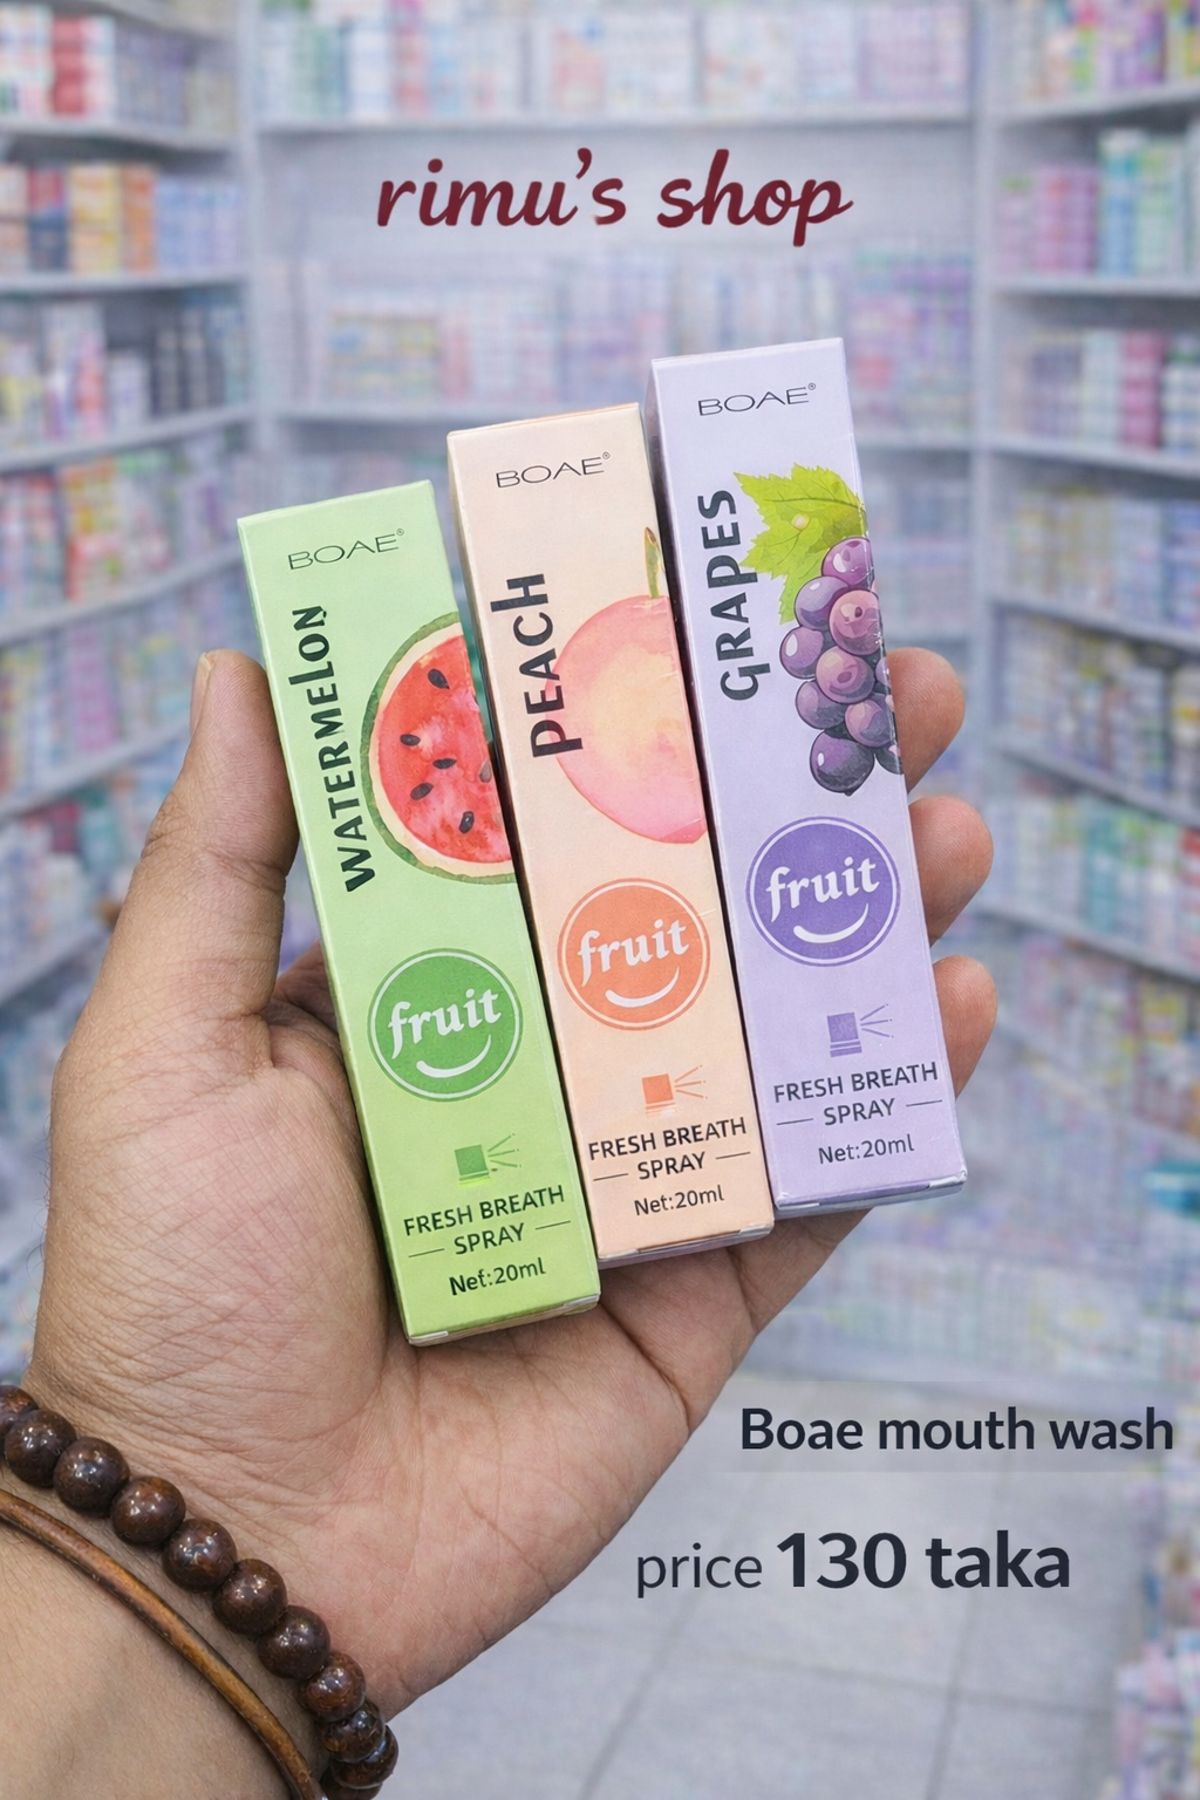 rimu's shop
BOAE®
WATERMELON
fruit
FRESH BREATH
SPRAY
Net:20ml
BOAE®
PEACH
fruit
FRESH BREATH
SPRAY
Net:20ml
BOAE®
GRAPES
fruit
FRESH BREATH
SPRAY
Net:20ml
Boae mouth wash
price 130 taka